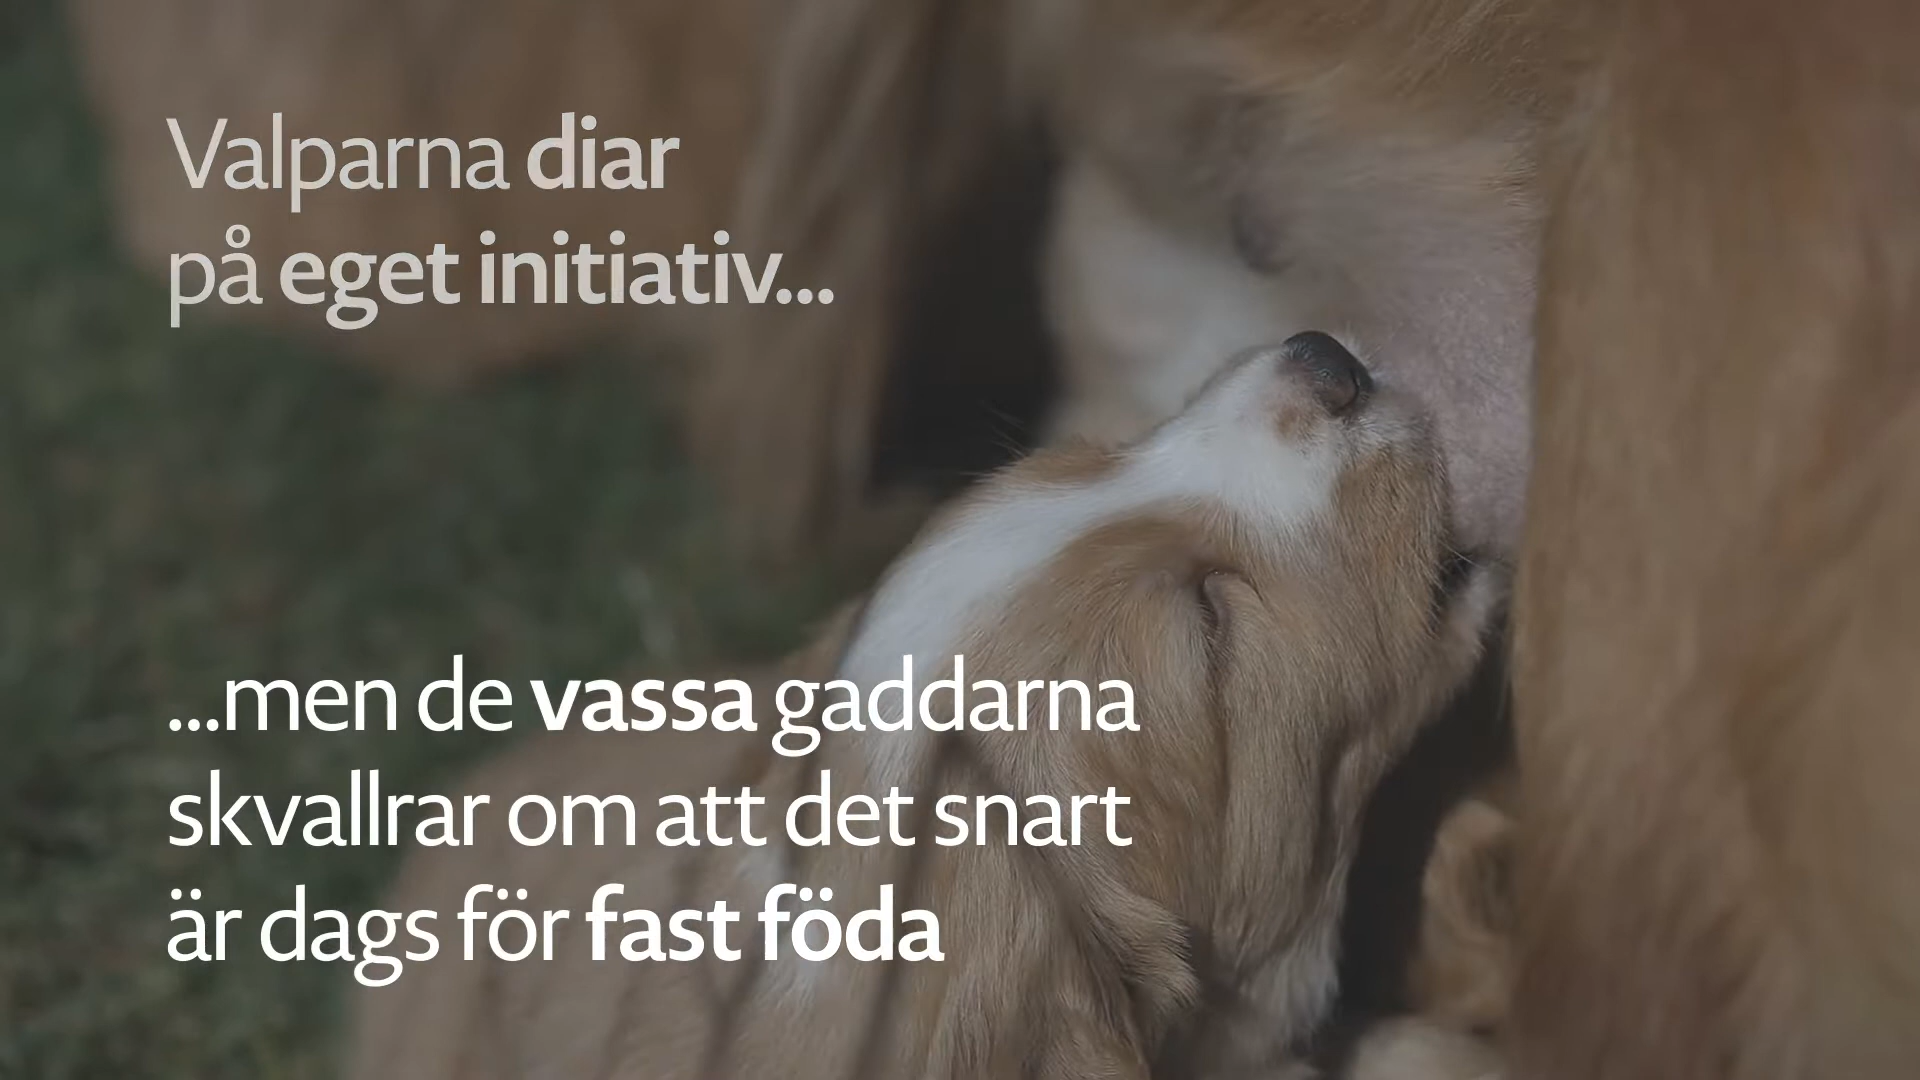 Valparna diar
på eget initiativ...
...men de vassa gaddarna
skvallrar om att det snart
är dags för fast föda